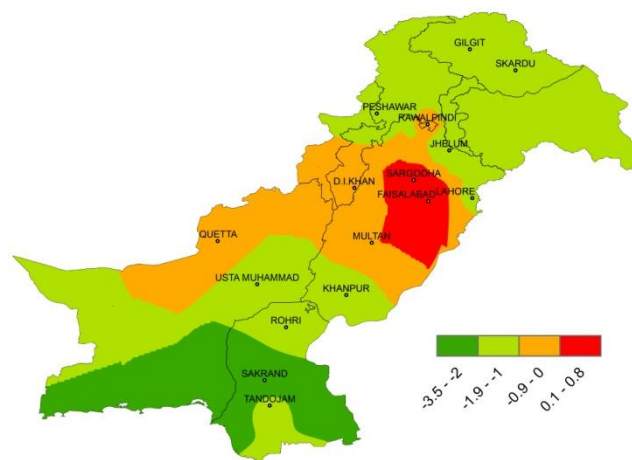 GILGIT
SKARDU
PESHAWAR
RAWALPINDI
JHBLUM
SARGODHA
D.I.KHAN
FAISALABAD
LAHORE
QUETTA
MULTAN
USTA MUHAMMAD
KHANPUR
ROHRI
SAKRAND
TANDOJAM
-3.5 - -2
-1.9 - -1
-0.9 - 0
0.1 - 0.8